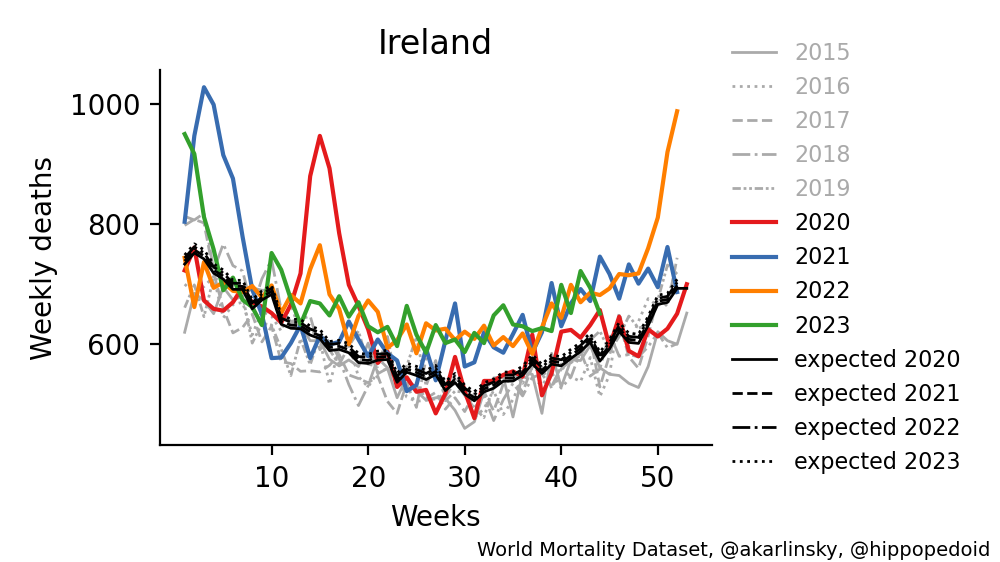 Ireland
Weekly deaths
1000
800
600
10 20 30 40 50
Weeks
2015
2016
2017
2018
2019
2020
2021
2022
2023
expected 2020
expected 2021
expected 2022
expected 2023
World Mortality Dataset, @akarlinsky, @hippopedoid